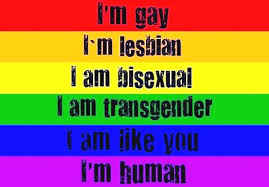 I'm gay
I`m lesbian
I am bisexual
I am transgender
I am like you
I'm human